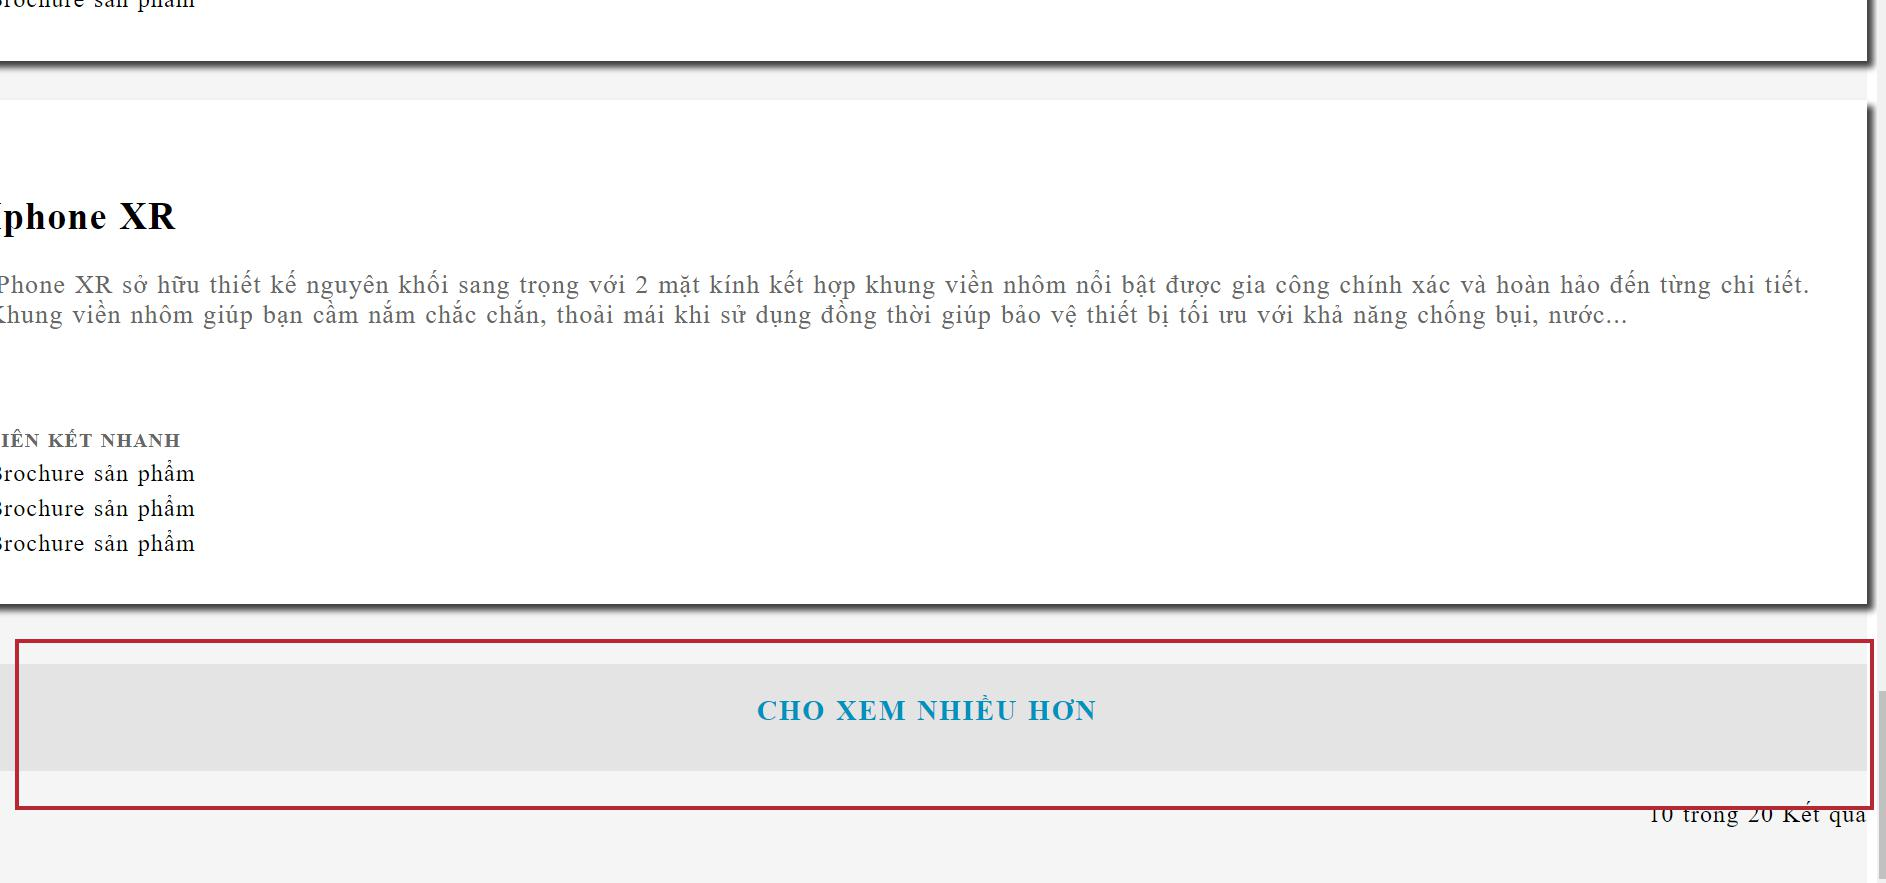 Brochure sản phẩm
Iphone XR
iPhone XR sở hữu thiết kế nguyên khối sang trọng với 2 mặt kính kết hợp khung viền nhôm nổi bật được gia công chính xác và hoàn hảo đến từng chi tiết.
Khung viền nhôm giúp bạn cầm nắm chắc chắn, thoải mái khi sử dụng đồng thời giúp bảo vệ thiết bị tối ưu với khả năng chống bụi, nước...
IÊN KẾT NHANH
Brochure sản phẩm
Brochure sản phẩm
Brochure sản phẩm
CHO XEM NHIỀU HƠN
10 trong 20 Kết quả